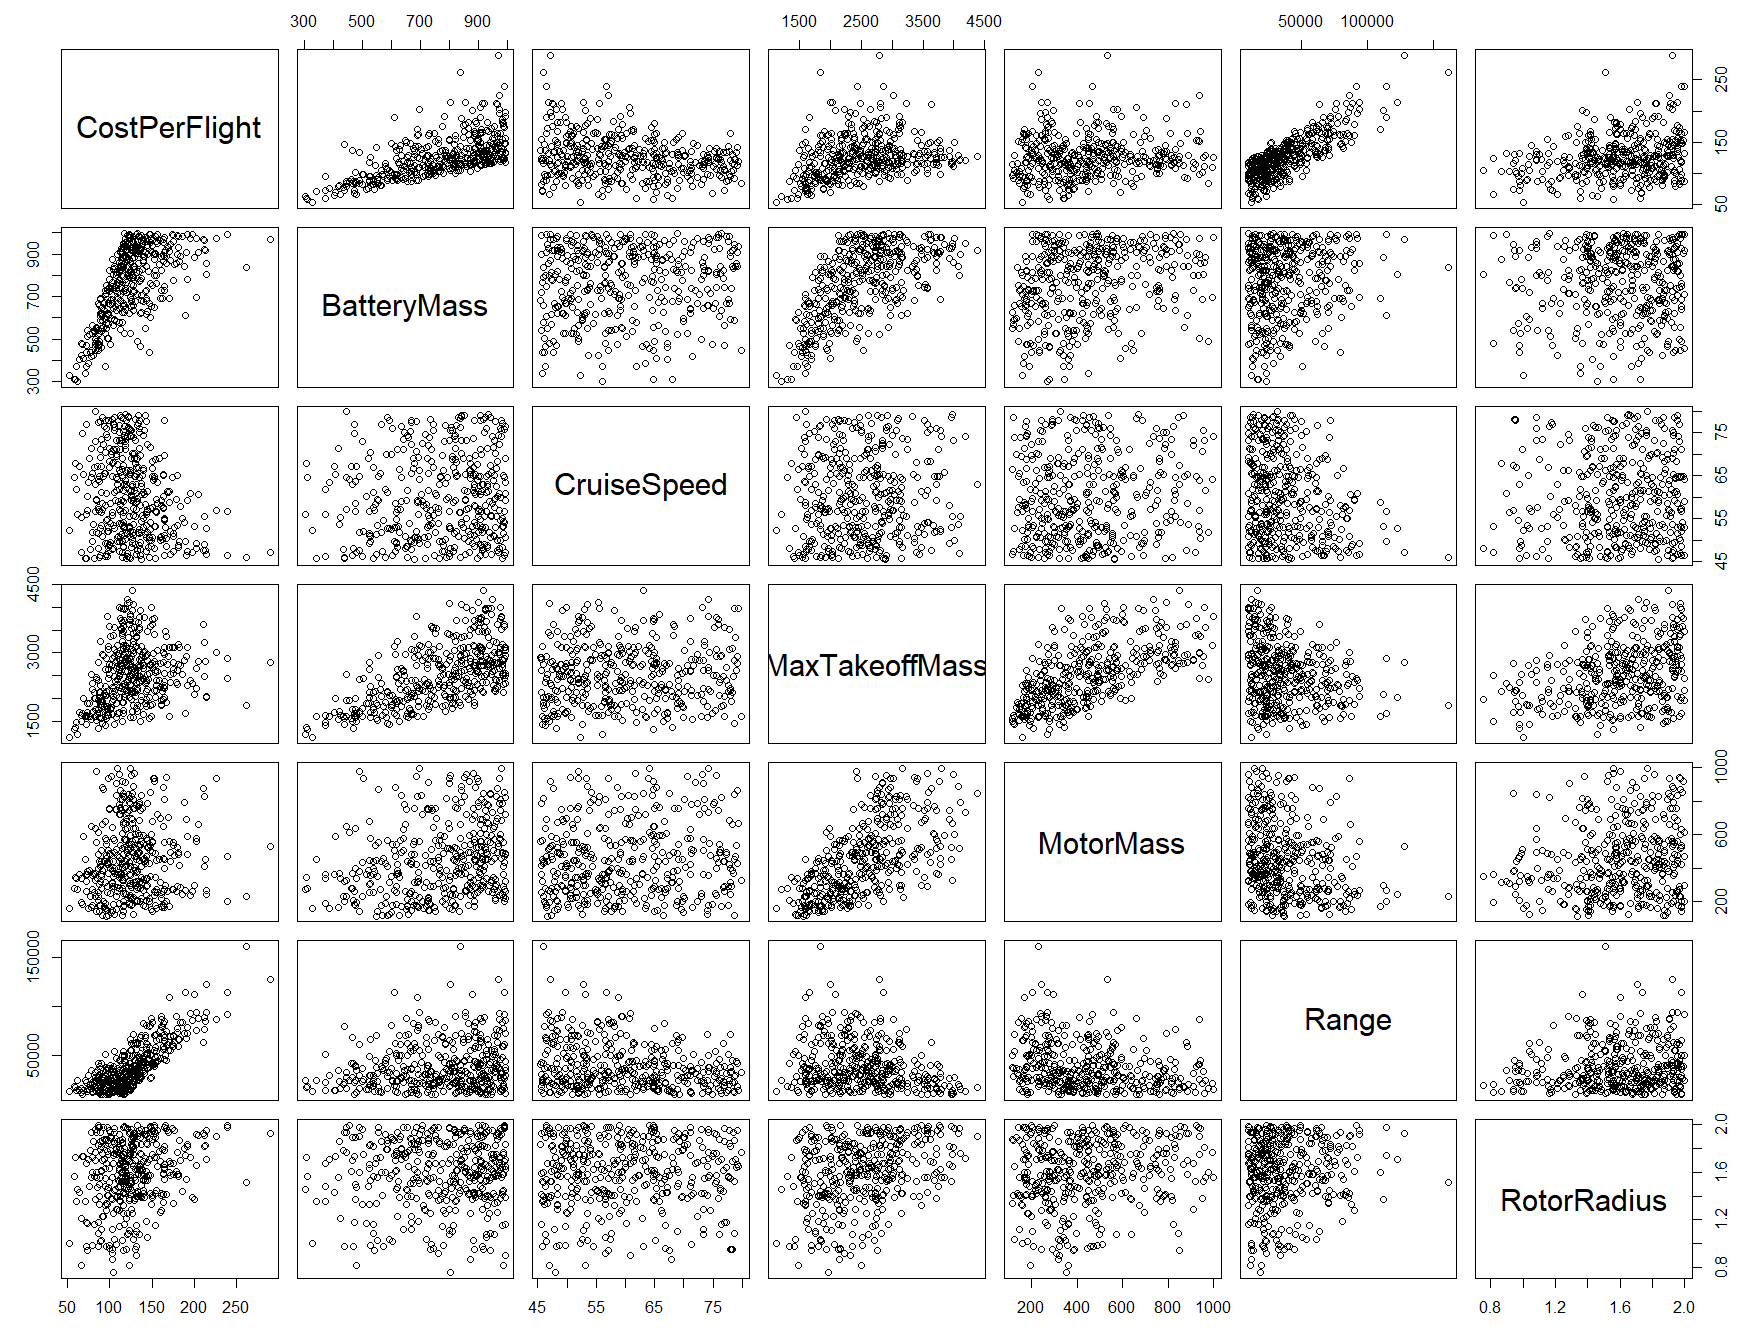 300 500 700 900 1500 2500 3500 4500 50000 100000
CostPerFlight
50 150 250
300 500 700 900
BatteryMass
CruiseSpeed
45 55 65 75
1500 3000 4500
MaxTakeoffMass
MotorMass
200 600 1000
50000 150000
Range
RotorRadius
0.8 1.2 1.6 2.0
50 100 150 200 250 45 55 65 75 200 400 600 800 1000 0.8 1.2 1.6 2.0